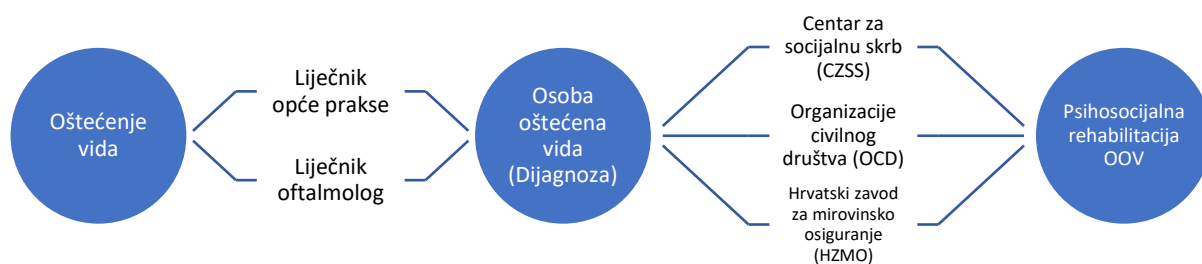 Oštećenje
vida
Liječnik
opće prakse
Liječnik
oftalmolog
Osoba
oštećena
vida
(Dijagnoza)
Centar za
socijalnu skrb
(CZSS)
Organizacije
civilnog
društva (OCD)
Hrvatski zavod
za mirovinsko
osiguranje
(HZMO)
Psihosocijalna
rehabilitacija
OOV